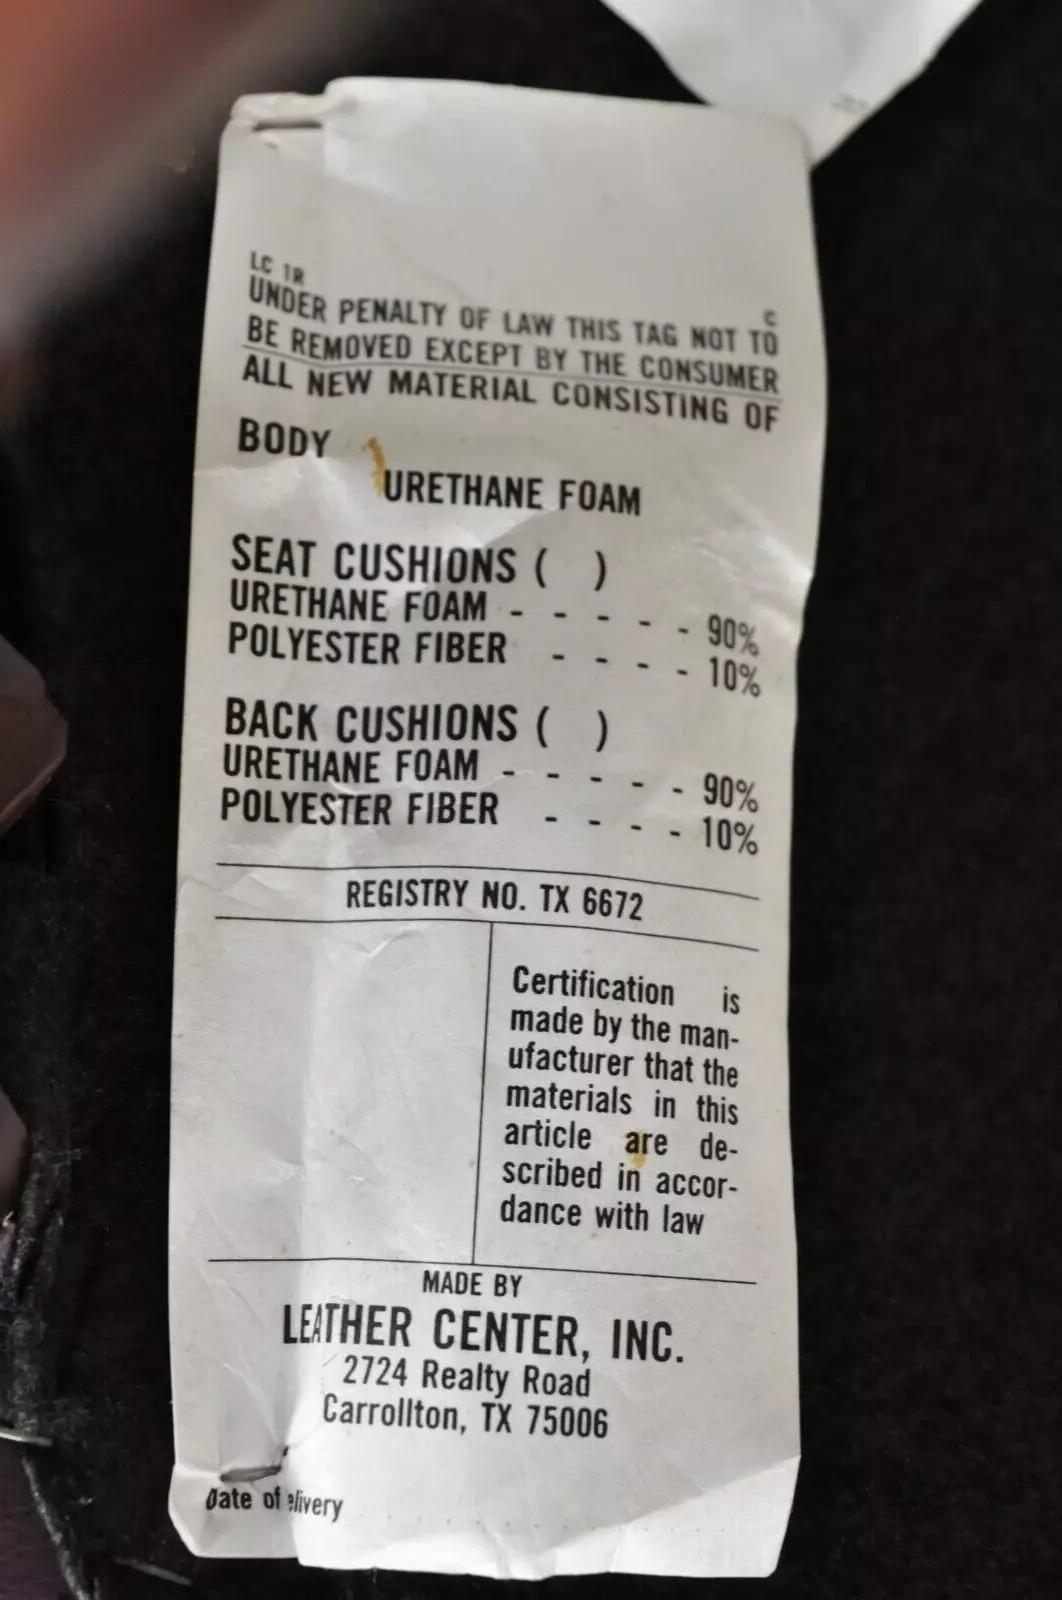 LC 1R
C
UNDER PENALTY OF LAW THIS TAG NOT TO
BE REMOVED EXCEPT BY THE CONSUMER
ALL NEW MATERIAL CONSISTING OF
BODY
URETHANE FOAM
SEAT CUSHIONS ( )
URETHANE FOAM - - - - - 90%
POLYESTER FIBER - - - - 10%
BACK CUSHIONS ( )
URETHANE FOAM - - - - - 90%
POLYESTER FIBER - - - - 10%
REGISTRY NO. TX 6672
Certification is
made by the man-
ufacturer that the
materials in this
article are de-
scribed in accor-
dance with law
MADE BY
LEATHER CENTER, INC.
2724 Realty Road
Carrollton, TX 75006
Date of elivery